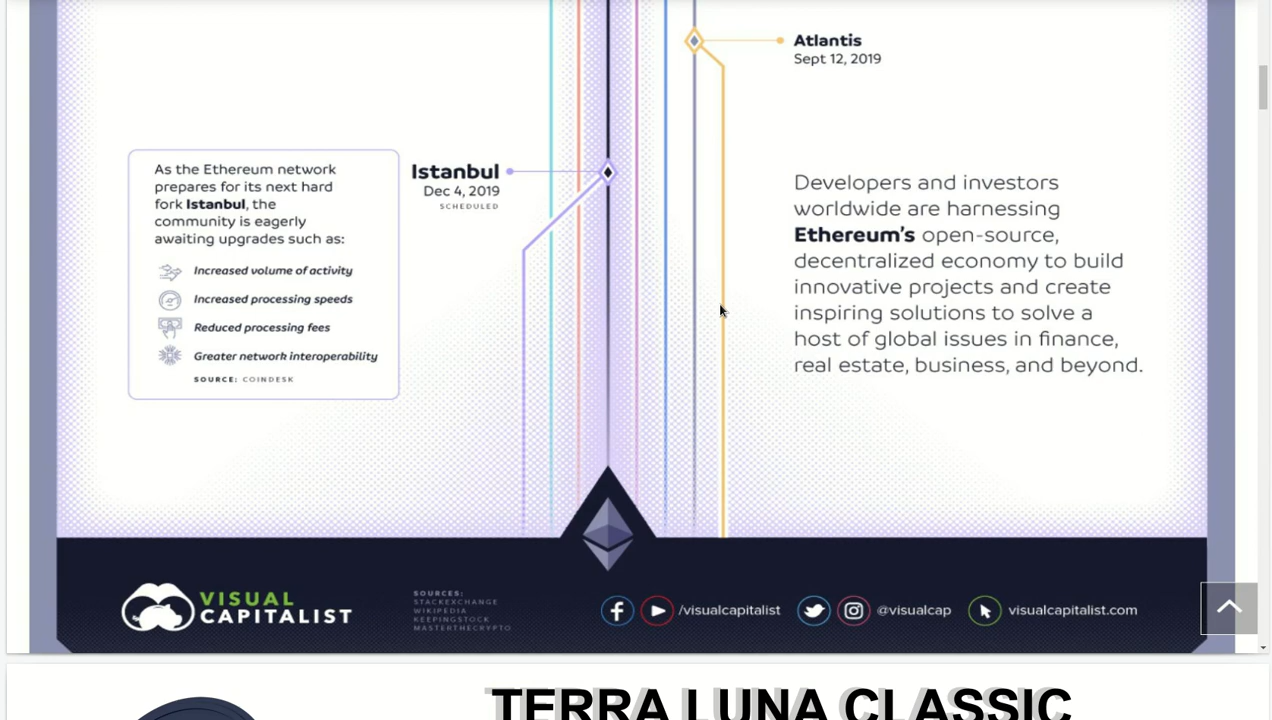 Atlantis
Sept 12, 2019
As the Ethereum network
prepares for its next hard
fork Istanbul, the
community is eagerly
awaiting upgrades such as:
Increased volume of activity
Increased processing speeds
Reduced processing fees
Greater network interoperability
SOURCE: COINDESK
Istanbul
Dec 4, 2019
SCHEDULED
Developers and investors
worldwide are harnessing
Ethereum's open-source,
decentralized economy to build
innovative projects and create
inspiring solutions to solve a
host of global issues in finance,
real estate, business, and beyond.
VISUAL
CAPITALIST
SOURCES:
STACKEXCHANGE
WIKIPEDIA
KEEPINGSTOCK
MASTERTHECRYPTO
/visualcapitalist
@visualcap
visualcapitalist.com
TERRA LUNA CLASSIC